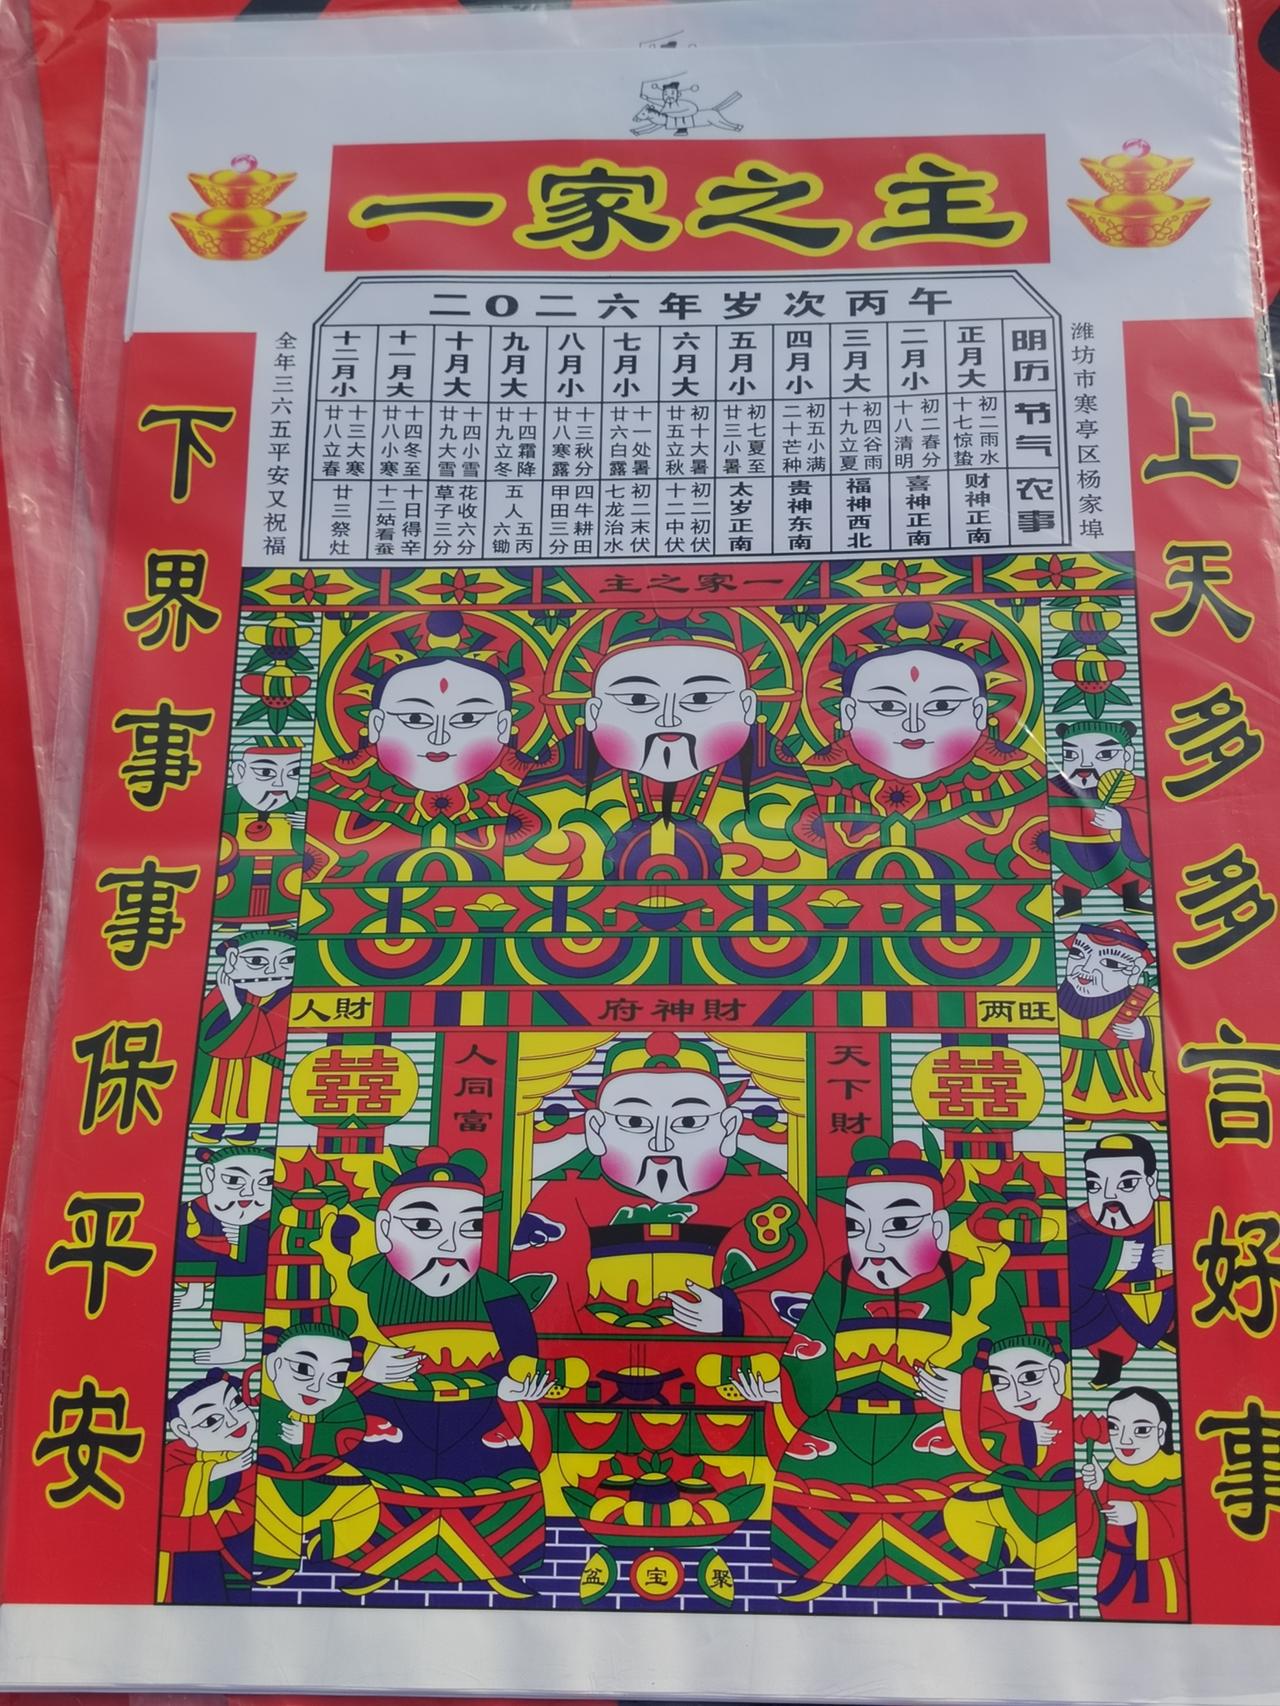 一家之主
二〇二六年岁次丙午
阴历
节气
农事
正月大
初二雨水
十七惊蛰
财神正南
二月小
初二春分
十八清明
喜神正南
三月大
初四谷雨
十九立夏
福神西北
四月小
初五小满
二十芒种
贵神东南
五月小
初七夏至
廿三小暑
太岁正南
六月大
初十大暑
廿五立秋
初二初伏
十二中伏
七月小
十一处暑
廿六白露
初二末伏
七龙治水
八月小
十三秋分
廿八寒露
四牛耕田
甲田三分
九月大
十四霜降
廿九立冬
五丙
五人六锄
十月大
十四小雪
廿九大雪
花收六分
草子三分
十一月大
十四冬至
廿八小寒
十日得辛
十二姑看蚕
十二月小
十三大寒
廿八立春
廿三祭灶
潍坊市寒亭区杨家埠
全年三六五平安又祝福
上天多多言好事
下界事事保平安
主之家一
人财
府神财
两旺
天下财
人同富
盆宝聚